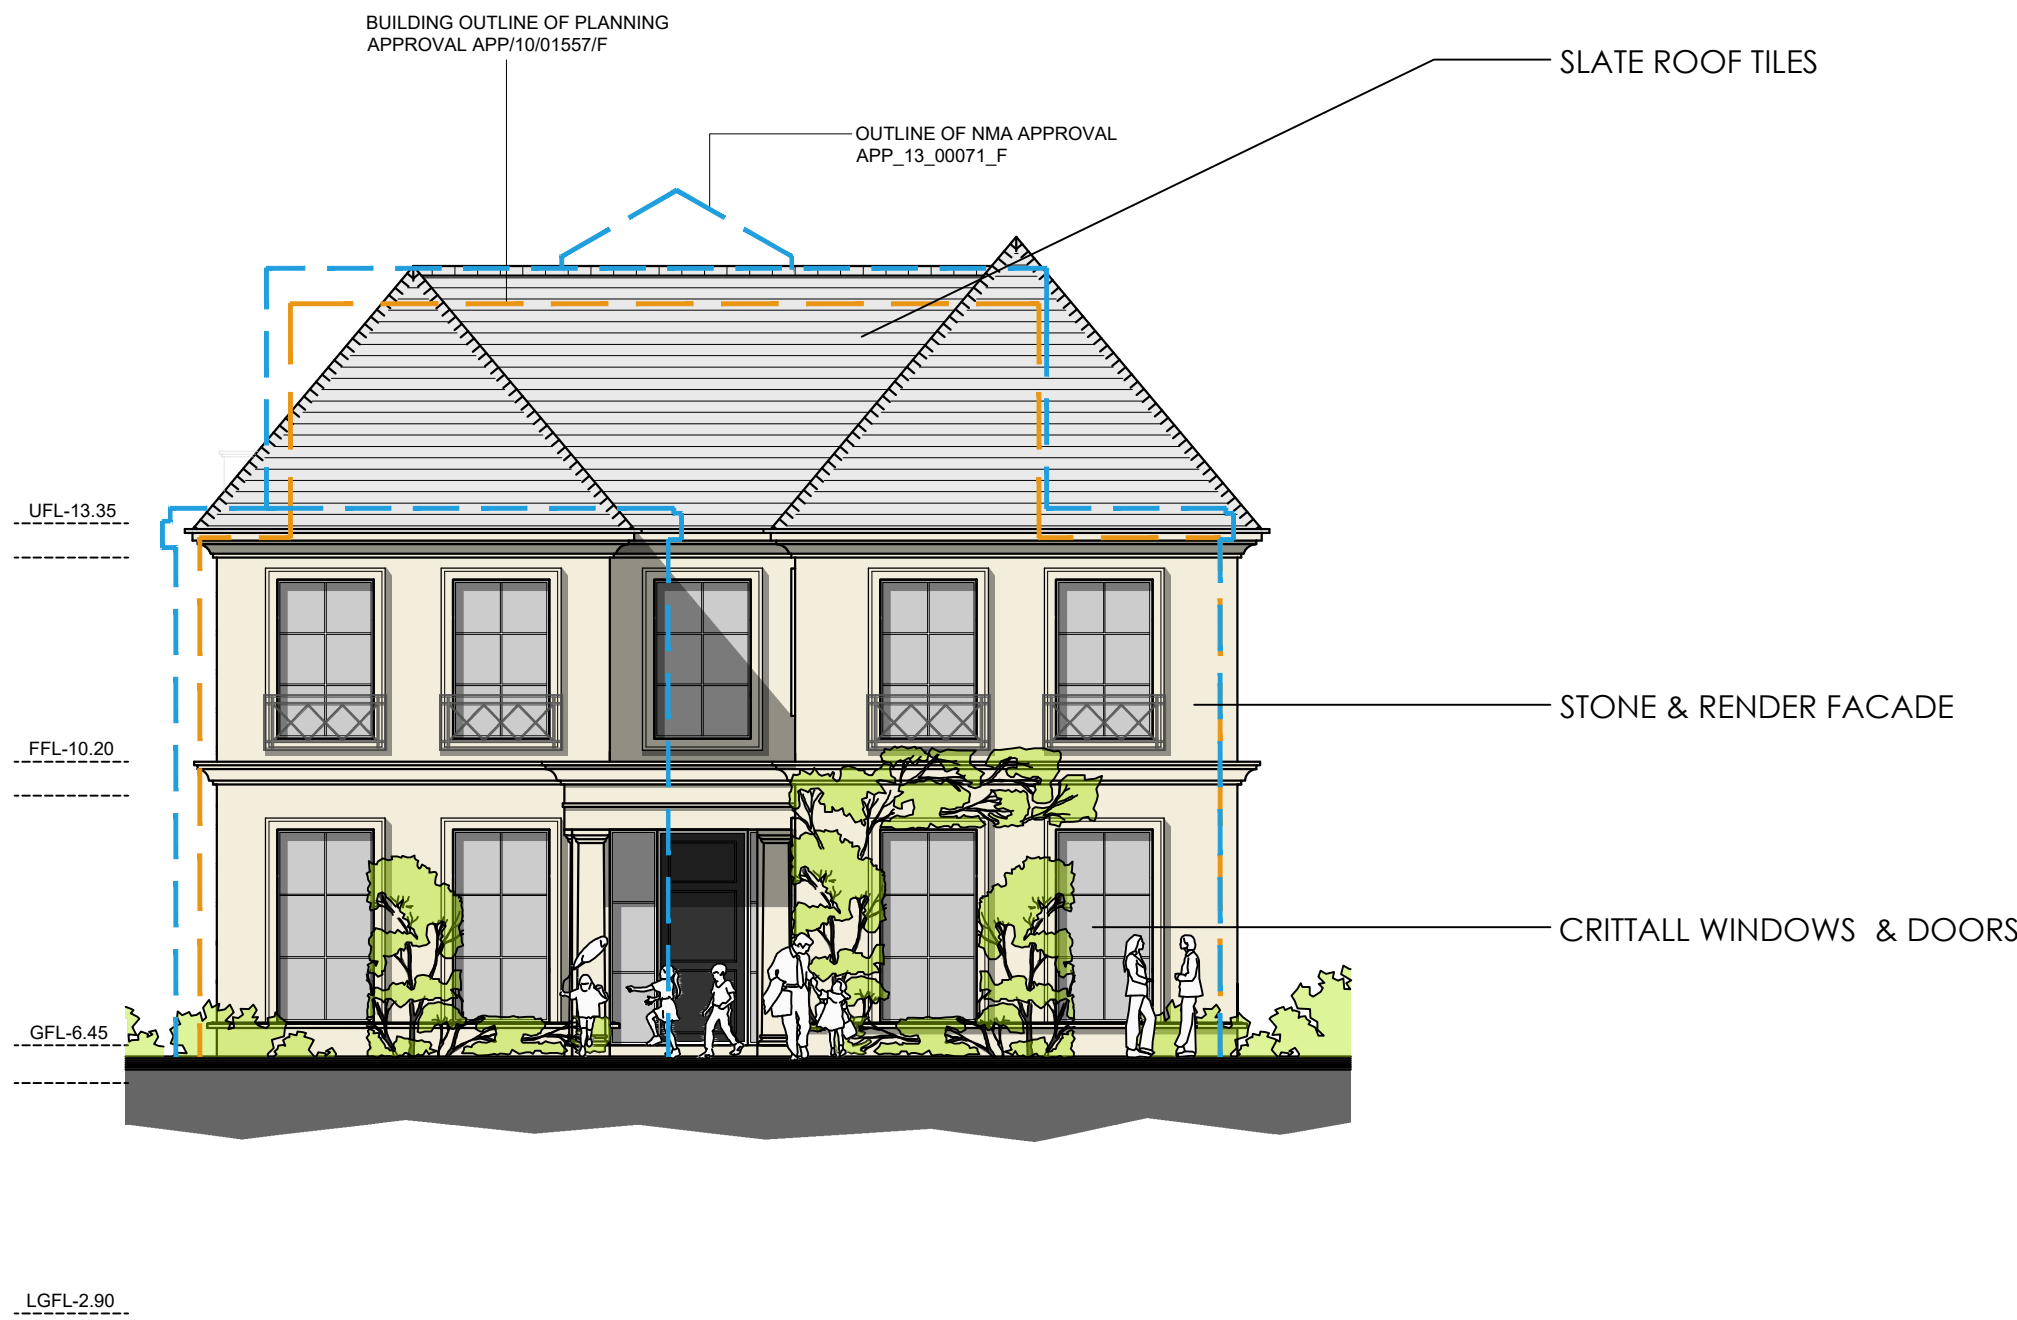 BUILDING OUTLINE OF PLANNING
APPROVAL APP/10/01557/F
SLATE ROOF TILES
OUTLINE OF NMA APPROVAL
APP_13_00071_F
UFL-13.35
STONE & RENDER FACADE
FFL-10.20
CRITTALL WINDOWS & DOORS
GFL-6.45
LGFL-2.90